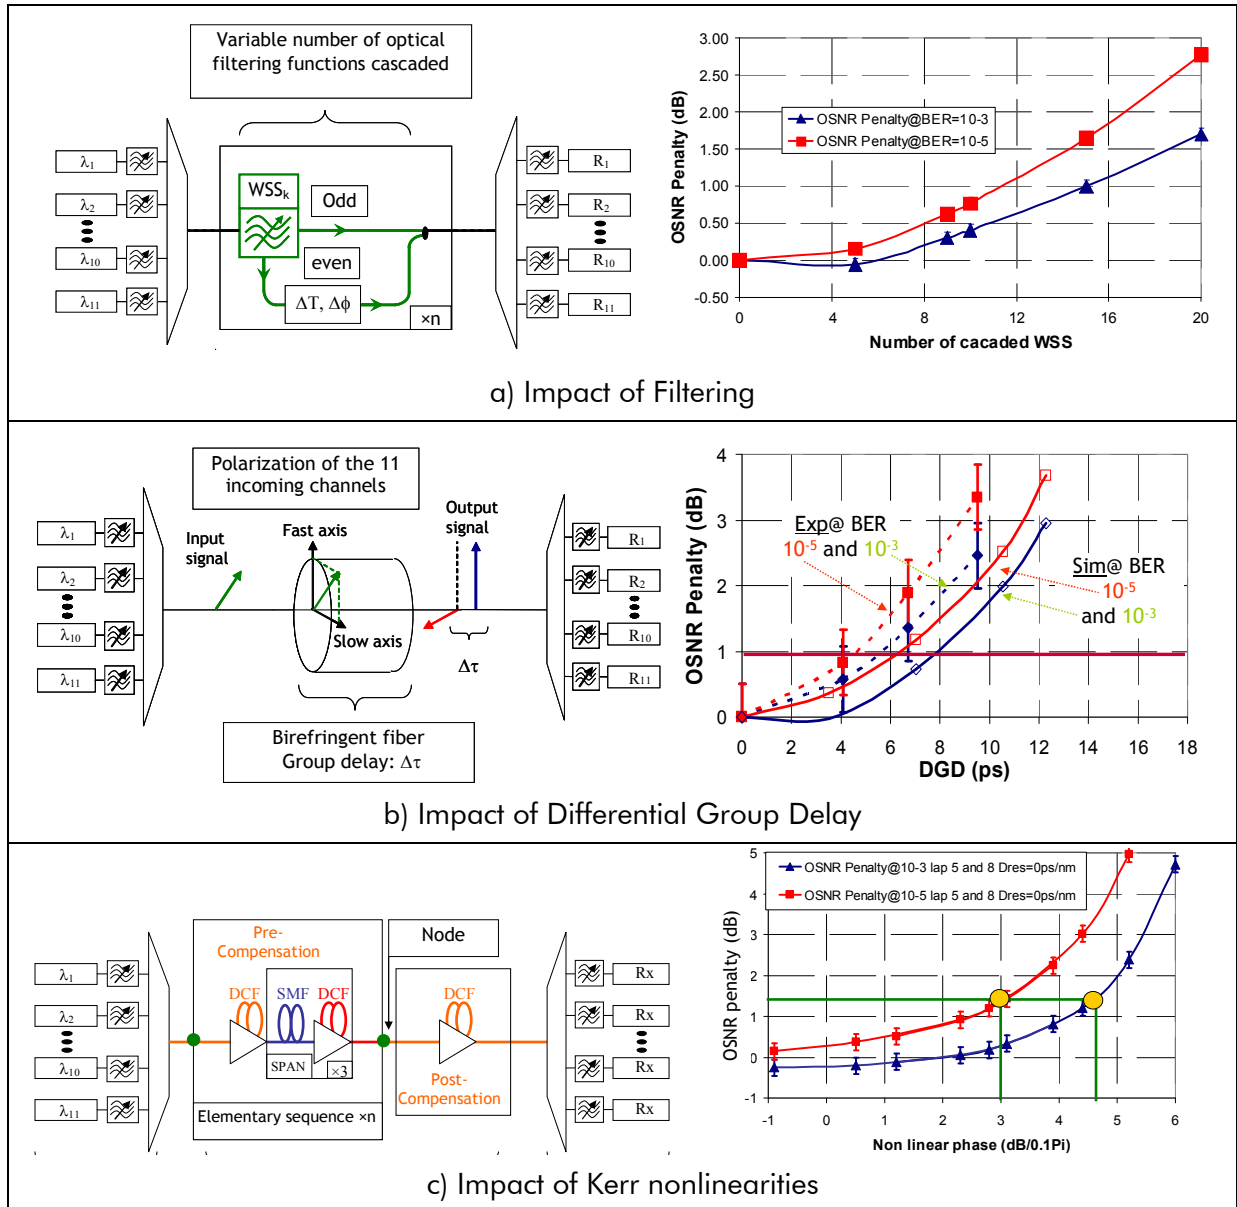 Variable number of optical
filtering functions cascaded
λ1
λ2
λ10
λ11
WSSk
Odd
even
ΔT, Δϕ
×n
R1
R2
R10
R11
OSNR Penalty (dB)
3.00
2.50
2.00
1.50
1.00
0.50
0.00
-0.50
OSNR Penalty@BER=10-3
OSNR Penalty@BER=10-5
0 4 8 12 16 20
Number of cacaded WSS
a) Impact of Filtering
Polarization of the 11
incoming channels
λ1
λ2
λ10
λ11
Input
signal
Fast axis
Slow axis
Output
signal
Δτ
Birefringent fiber
Group delay: Δτ
R1
R2
R10
R11
OSNR Penalty (dB)
4
3
2
1
0
Exp@ BER
10-5 and 10-3
Sim@ BER
10-5
and 10-3
0 2 4 6 8 10 12 14 16 18
DGD (ps)
b) Impact of Differential Group Delay
λ1
λ2
λ10
λ11
Pre-
Compensation
DCF
SMF
DCF
SPAN
×3
Elementary sequence ×n
Node
DCF
Post-
Compensation
Rx
Rx
Rx
Rx
OSNR penalty (dB)
5
4
3
2
1
0
-1
OSNR Penalty@10-3 lap 5 and 8 Dres=0ps/nm
OSNR Penalty@10-5 lap 5 and 8 Dres=0ps/nm
-1 0 1 2 3 4 5 6
Non linear phase (dB/0.1Pi)
c) Impact of Kerr nonlinearities